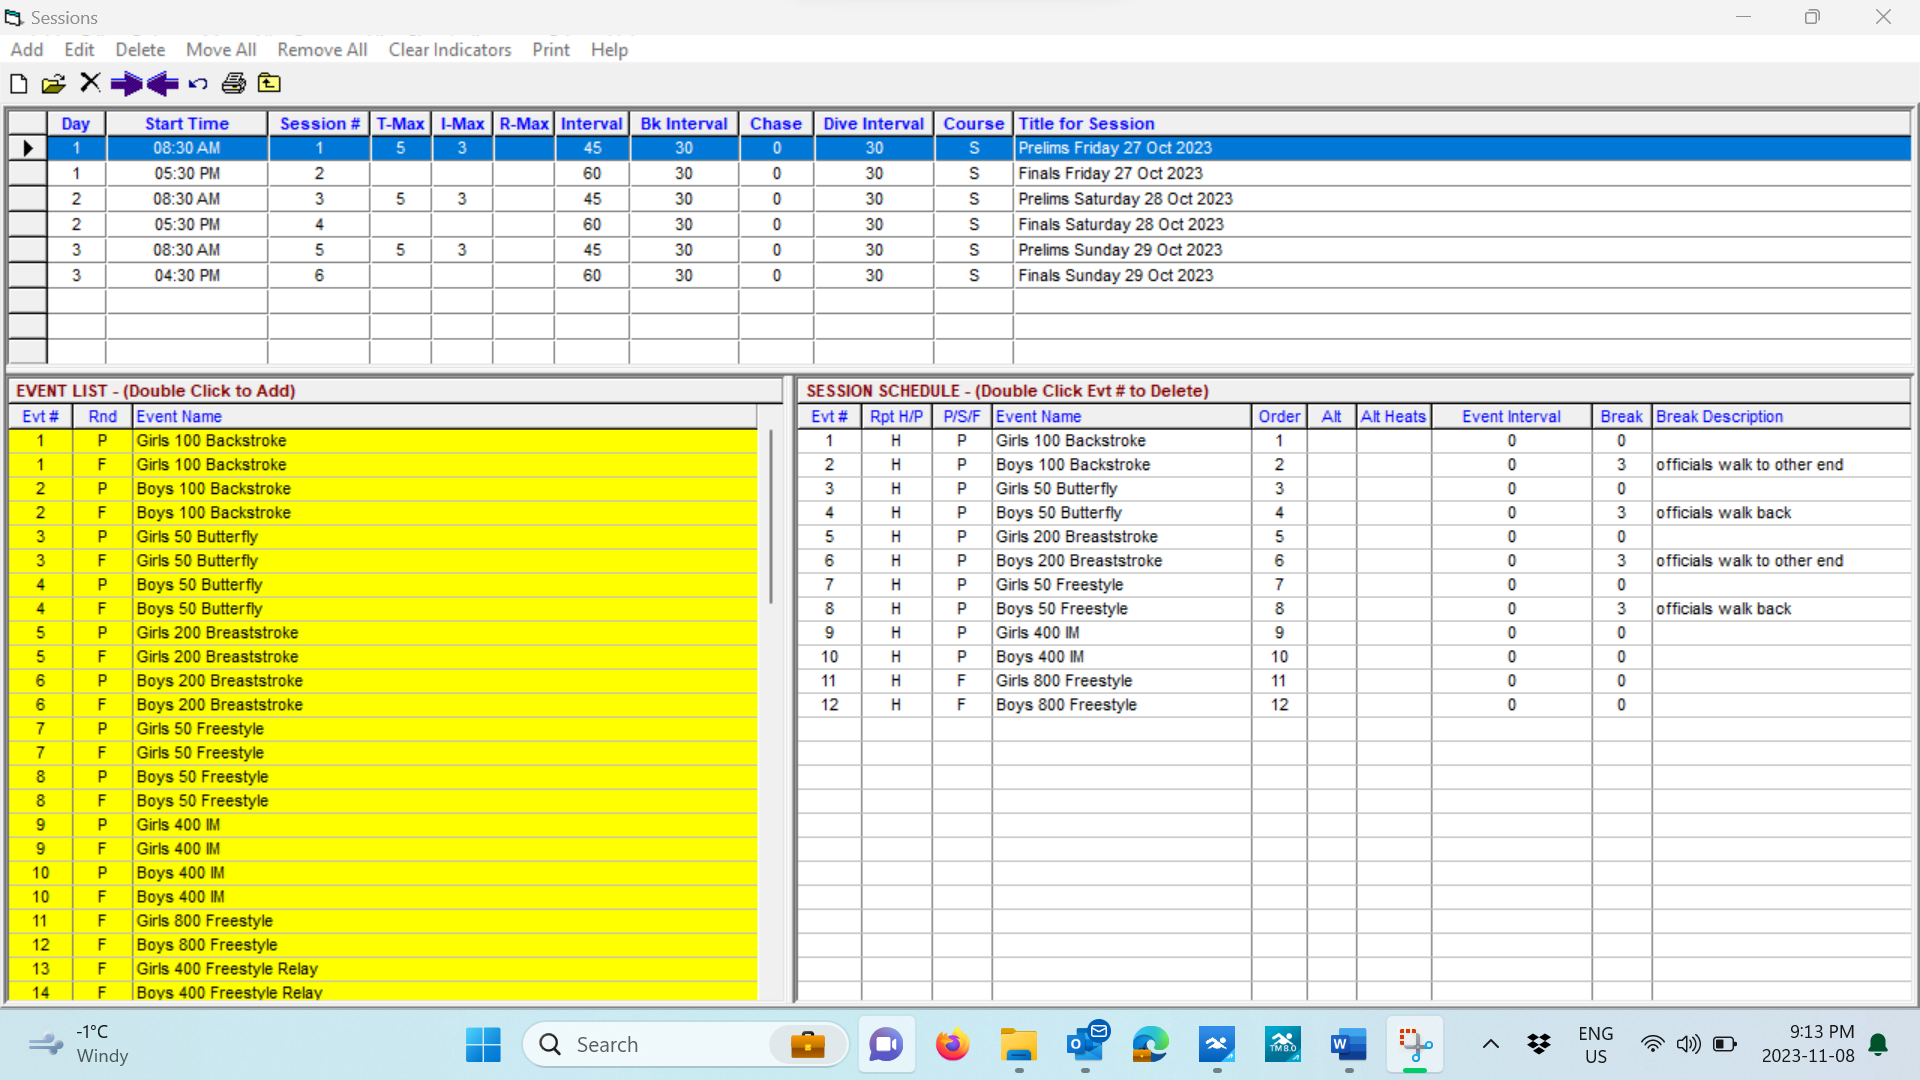 Sessions
Add Edit Delete Move All Remove All Clear Indicators Print Help
Day Start Time Session # T-Max I-Max R-Max Interval Bk Interval Chase Dive Interval Course Title for Session
1 08:30 AM 1 5 3 45 30 0 30 S Prelims Friday 27 Oct 2023
1 05:30 PM 2 60 30 0 30 S Finals Friday 27 Oct 2023
2 08:30 AM 3 5 3 45 30 0 30 S Prelims Saturday 28 Oct 2023
2 05:30 PM 4 60 30 0 30 S Finals Saturday 28 Oct 2023
3 08:30 AM 5 5 3 45 30 0 30 S Prelims Sunday 29 Oct 2023
3 04:30 PM 6 60 30 0 30 S Finals Sunday 29 Oct 2023
EVENT LIST - (Double Click to Add)
Evt # Rnd Event Name
1 P Girls 100 Backstroke
1 F Girls 100 Backstroke
2 P Boys 100 Backstroke
2 F Boys 100 Backstroke
3 P Girls 50 Butterfly
3 F Girls 50 Butterfly
4 P Boys 50 Butterfly
4 F Boys 50 Butterfly
5 P Girls 200 Breaststroke
5 F Girls 200 Breaststroke
6 P Boys 200 Breaststroke
6 F Boys 200 Breaststroke
7 P Girls 50 Freestyle
7 F Girls 50 Freestyle
8 P Boys 50 Freestyle
8 F Boys 50 Freestyle
9 P Girls 400 IM
9 F Girls 400 IM
10 P Boys 400 IM
10 F Boys 400 IM
11 F Girls 800 Freestyle
12 F Boys 800 Freestyle
13 F Girls 400 Freestyle Relay
14 F Boys 400 Freestyle Relay
SESSION SCHEDULE - (Double Click Evt # to Delete)
Evt # Rpt H/P P/S/F Event Name Order Alt Alt Heats Event Interval Break Break Description
1 H P Girls 100 Backstroke 1 0 0
2 H P Boys 100 Backstroke 2 0 3 officials walk to other end
3 H P Girls 50 Butterfly 3 0 0
4 H P Boys 50 Butterfly 4 0 3 officials walk back
5 H P Girls 200 Breaststroke 5 0 0
6 H P Boys 200 Breaststroke 6 0 3 officials walk to other end
7 H P Girls 50 Freestyle 7 0 0
8 H P Boys 50 Freestyle 8 0 3 officials walk back
9 H P Girls 400 IM 9 0 0
10 H P Boys 400 IM 10 0 0
11 H F Girls 800 Freestyle 11 0 0
12 H F Boys 800 Freestyle 12 0 0
-1°C
Windy
Search
TM 8.0
ENG
US
9:13 PM
2023-11-08